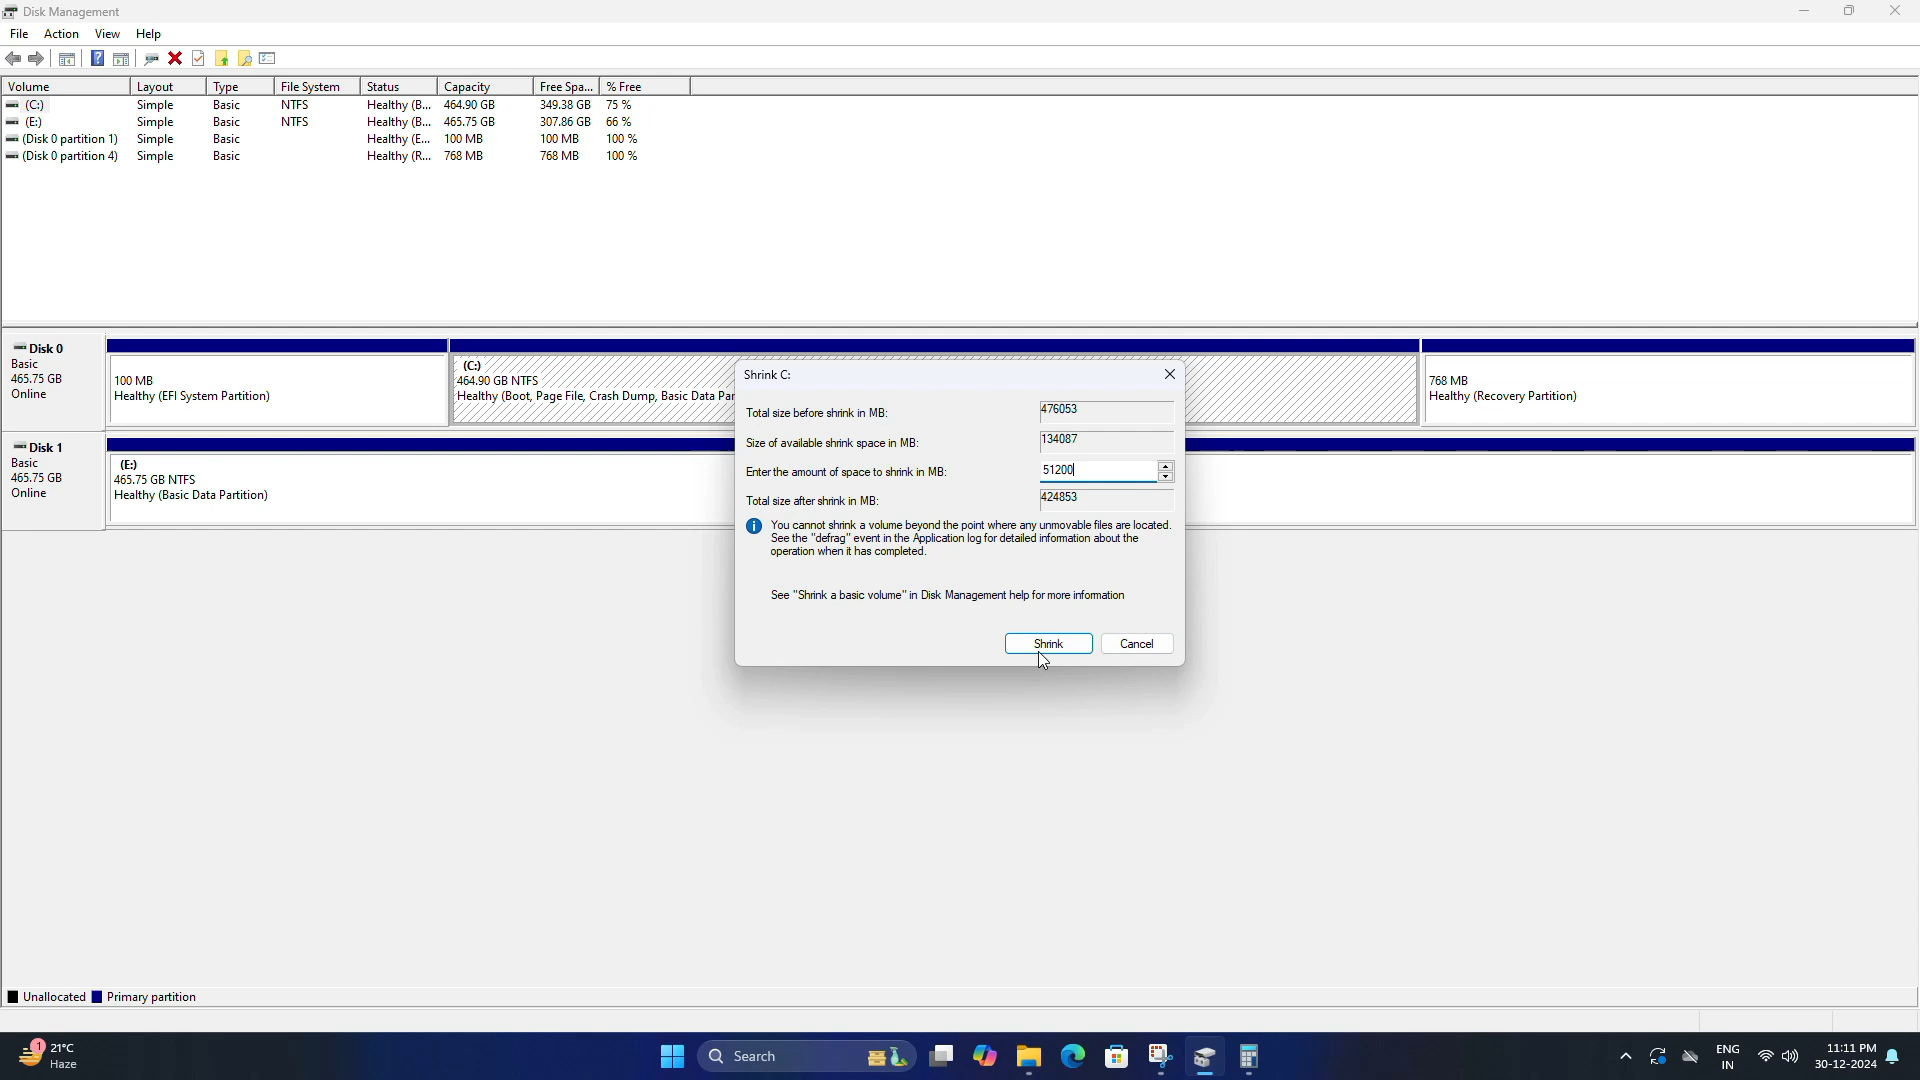 Disk Management
File Action View Help
Volume Layout Type File System Status Capacity Free Spa... % Free
(C:) Simple Basic NTFS Healthy (B... 464.90 GB 349.38 GB 75 %
(E:) Simple Basic NTFS Healthy (B... 465.75 GB 307.86 GB 66 %
(Disk 0 partition 1) Simple Basic Healthy (E... 100 MB 100 MB 100 %
(Disk 0 partition 4) Simple Basic Healthy (R... 768 MB 768 MB 100 %
Disk 0
Basic
465.75 GB
Online
100 MB
Healthy (EFI System Partition)
(C:)
464.90 GB NTFS
Healthy (Boot, Page File, Crash Dump, Basic Data Par
768 MB
Healthy (Recovery Partition)
Disk 1
Basic
465.75 GB
Online
(E:)
465.75 GB NTFS
Healthy (Basic Data Partition)
Shrink C:
Total size before shrink in MB: 476053
Size of available shrink space in MB: 134087
Enter the amount of space to shrink in MB: 51200
Total size after shrink in MB: 424853
You cannot shrink a volume beyond the point where any unmovable files are located.
See the "defrag" event in the Application log for detailed information about the
operation when it has completed.
See "Shrink a basic volume" in Disk Management help for more information
Shrink Cancel
Unallocated Primary partition
1
21°C
Haze
Search
ENG
IN
11:11 PM
30-12-2024